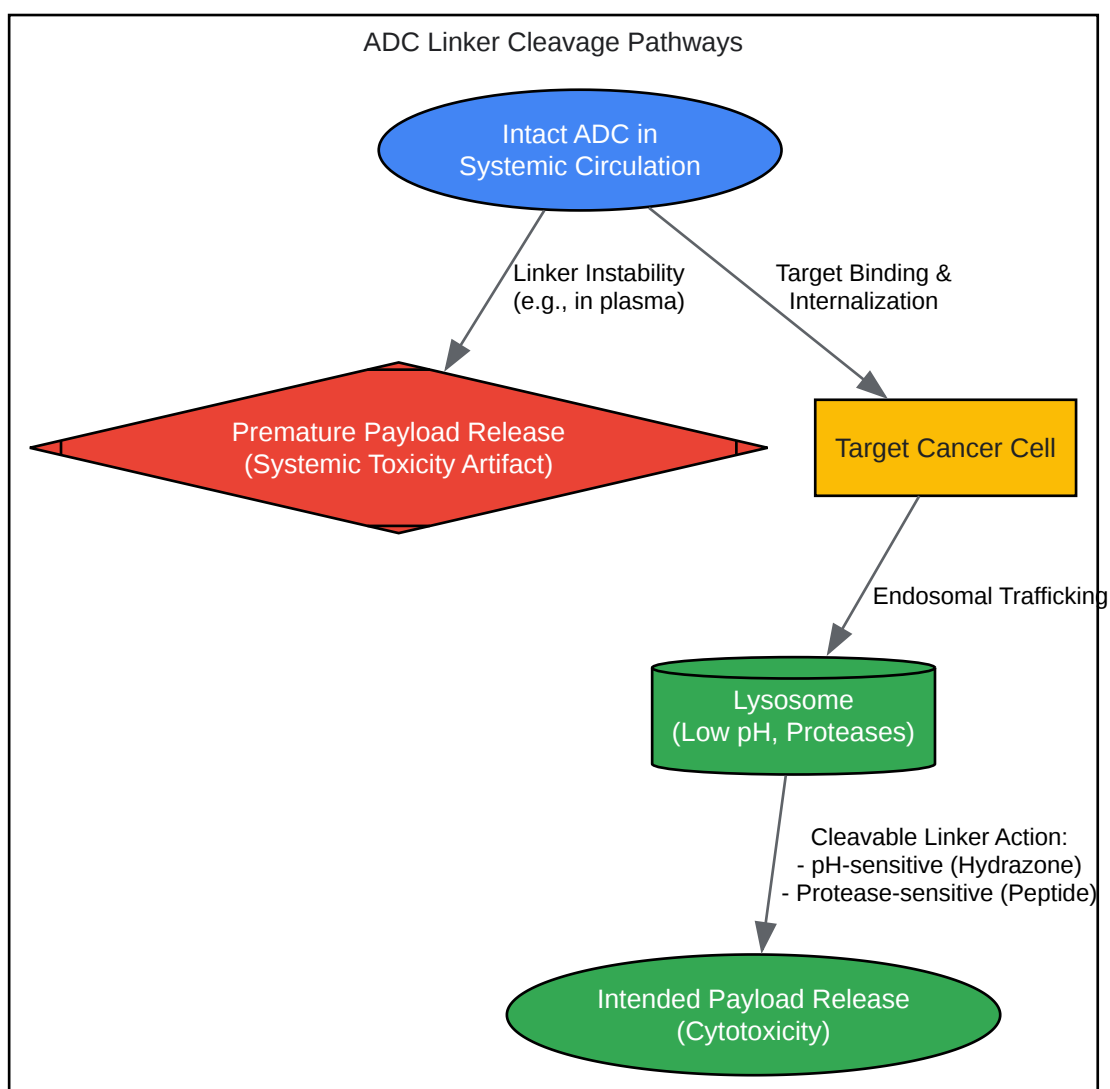 ADC Linker Cleavage Pathways
Intact ADC in
Systemic Circulation
Linker Instability
(e.g., in plasma)
Target Binding &
Internalization
Premature Payload Release
(Systemic Toxicity Artifact)
Target Cancer Cell
Endosomal Trafficking
Lysosome
(Low pH, Proteases)
Cleavable Linker Action:
- pH-sensitive (Hydrazone)
- Protease-sensitive (Peptide)
Intended Payload Release
(Cytotoxicity)